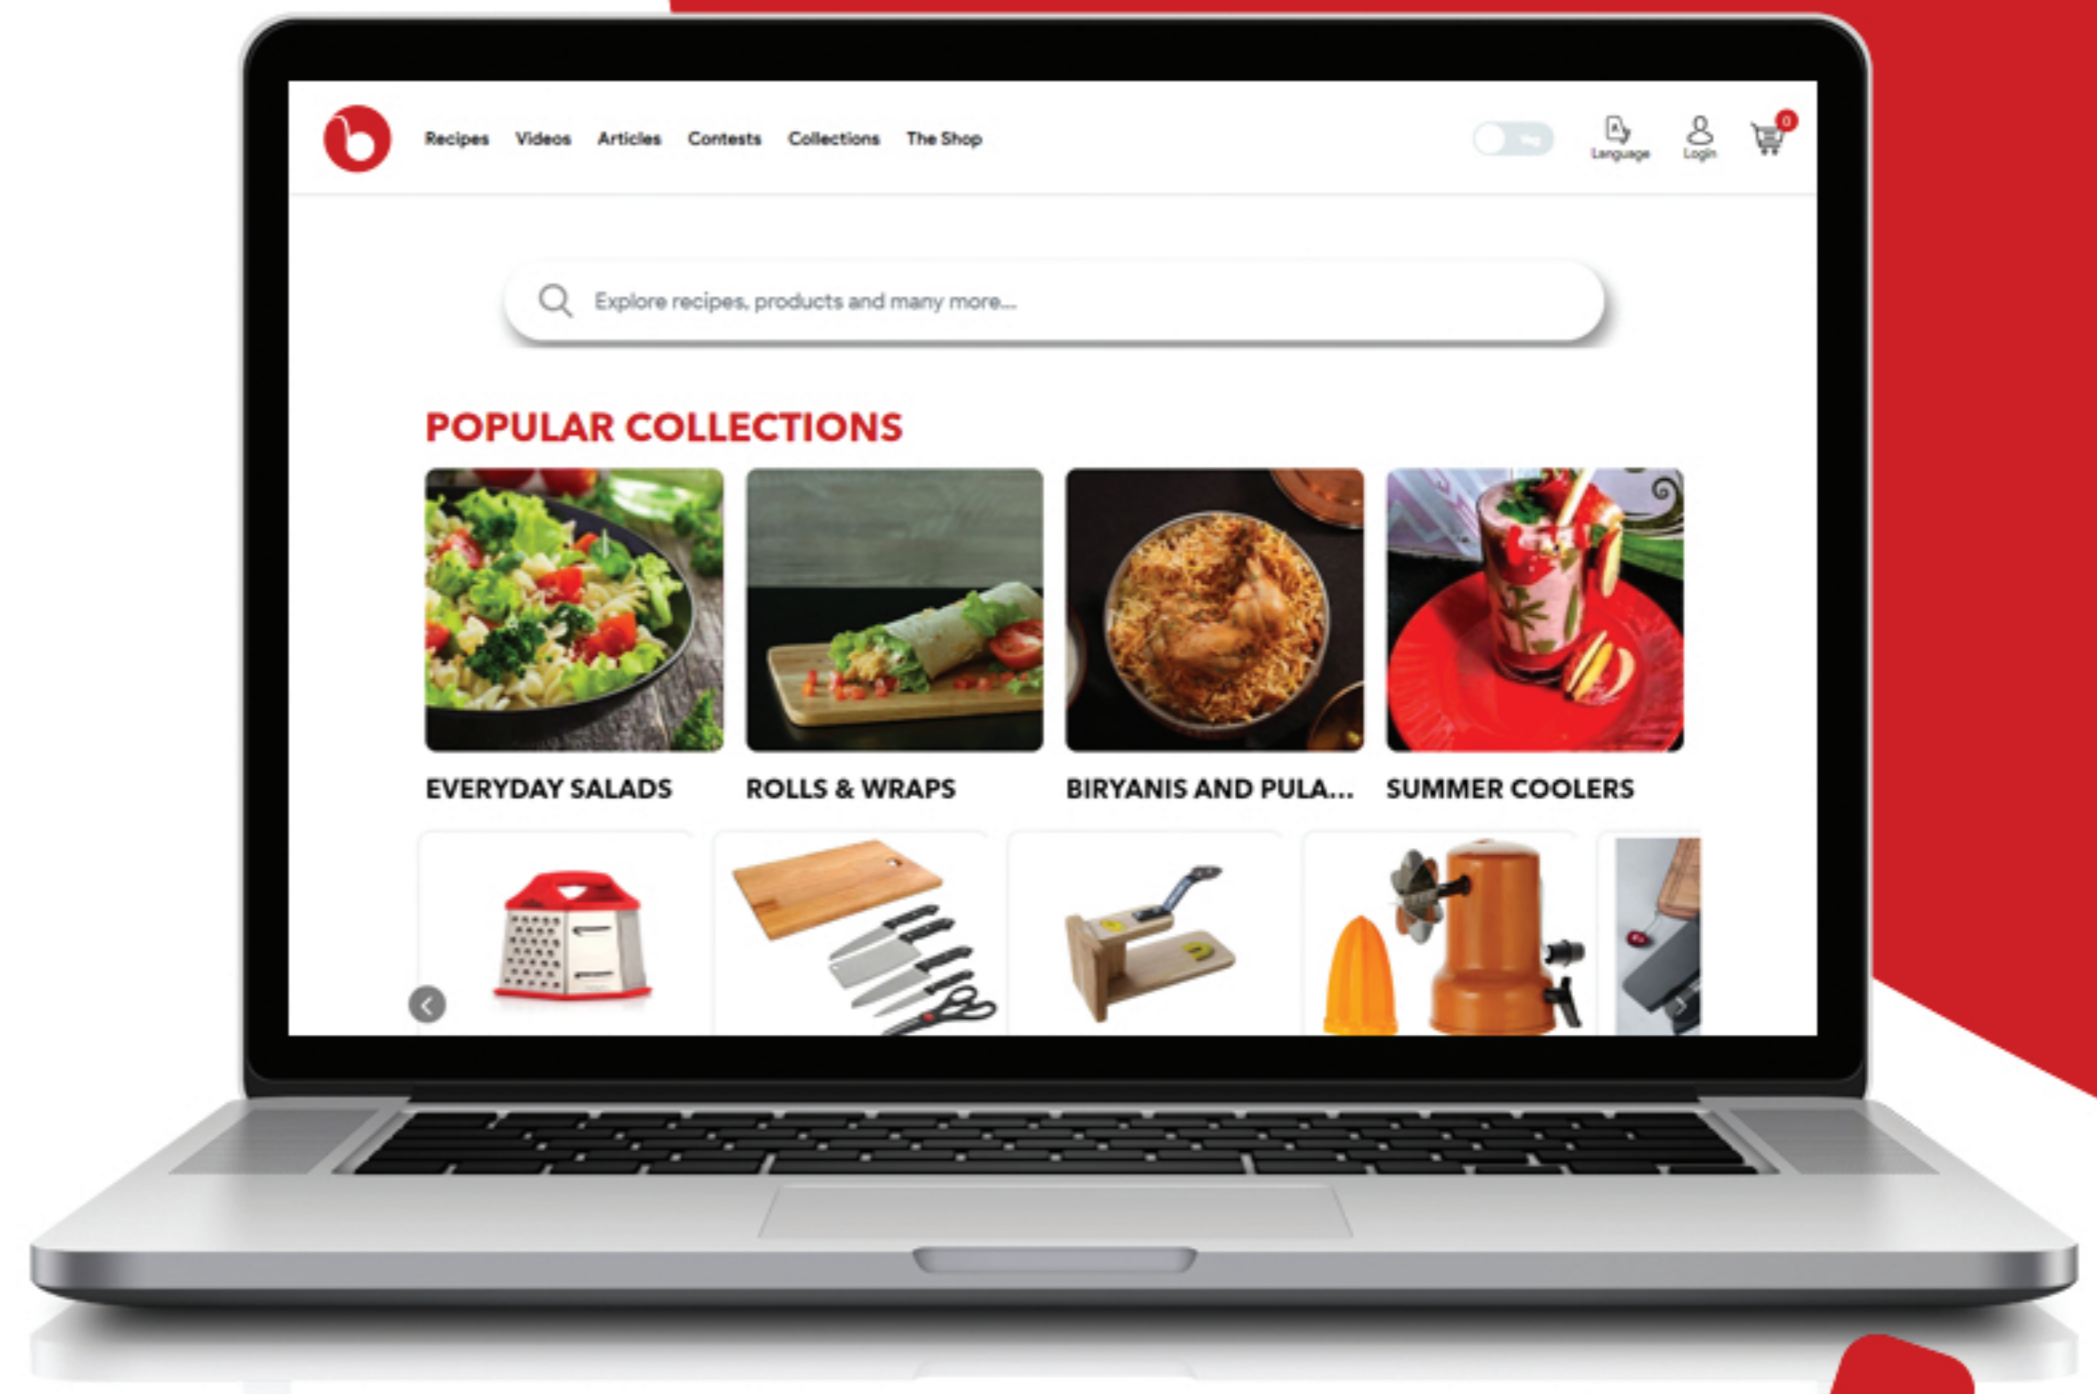 Recipes Videos Articles Contests Collections The Shop
Veg
Language
Login
0
Explore recipes, products and many more...
POPULAR COLLECTIONS
EVERYDAY SALADS
ROLLS & WRAPS
BIRYANIS AND PULA...
SUMMER COOLERS